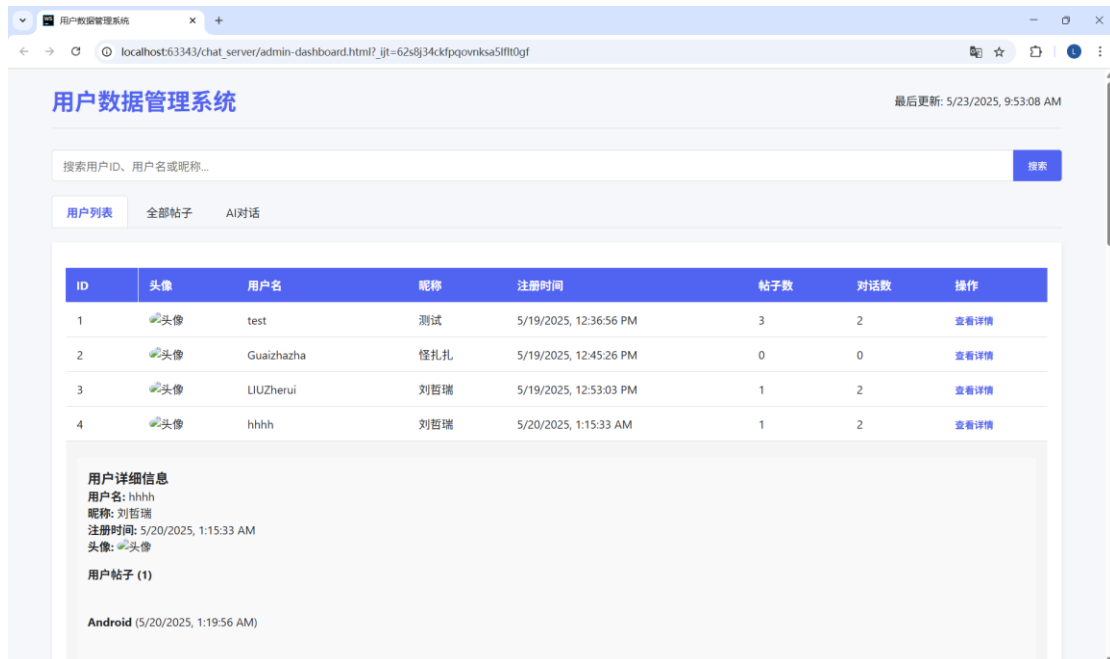 用户数据管理系统
localhost:63343/chat_server/admin-dashboard.html?_ijt=62s8j34ckfpqovnksa5lflt0gf
用户数据管理系统
最后更新: 5/23/2025, 9:53:08 AM
搜索用户ID、用户名或昵称...
搜索
用户列表 全部帖子 AI对话
ID 头像 用户名 昵称 注册时间 帖子数 对话数 操作
1 头像 test 测试 5/19/2025, 12:36:56 PM 3 2 查看详情
2 头像 Guaizhazha 怪扎扎 5/19/2025, 12:45:26 PM 0 0 查看详情
3 头像 LIUZherui 刘哲瑞 5/19/2025, 12:53:03 PM 1 2 查看详情
4 头像 hhhh 刘哲瑞 5/20/2025, 1:15:33 AM 1 2 查看详情
用户详细信息
用户名: hhhh
昵称: 刘哲瑞
注册时间: 5/20/2025, 1:15:33 AM
头像: 头像
用户帖子 (1)
Android (5/20/2025, 1:19:56 AM)